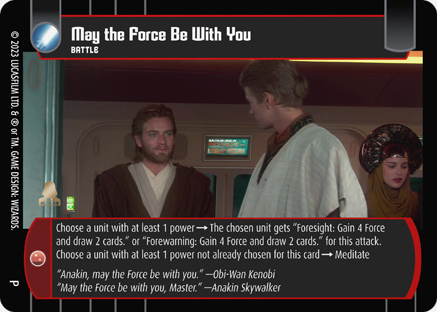 May the Force Be With You
BATTLE
© 2023 LUCASFILM LTD. & ® or TM. GAME DESIGN: WIZARDS.
P
Choose a unit with at least 1 power → The chosen unit gets "Foresight: Gain 4 Force
and draw 2 cards." or "Forewarning: Gain 4 Force and draw 2 cards." for this attack.
Choose a unit with at least 1 power not already chosen for this card → Meditate
"Anakin, may the Force be with you." —Obi-Wan Kenobi
"May the Force be with you, Master." —Anakin Skywalker